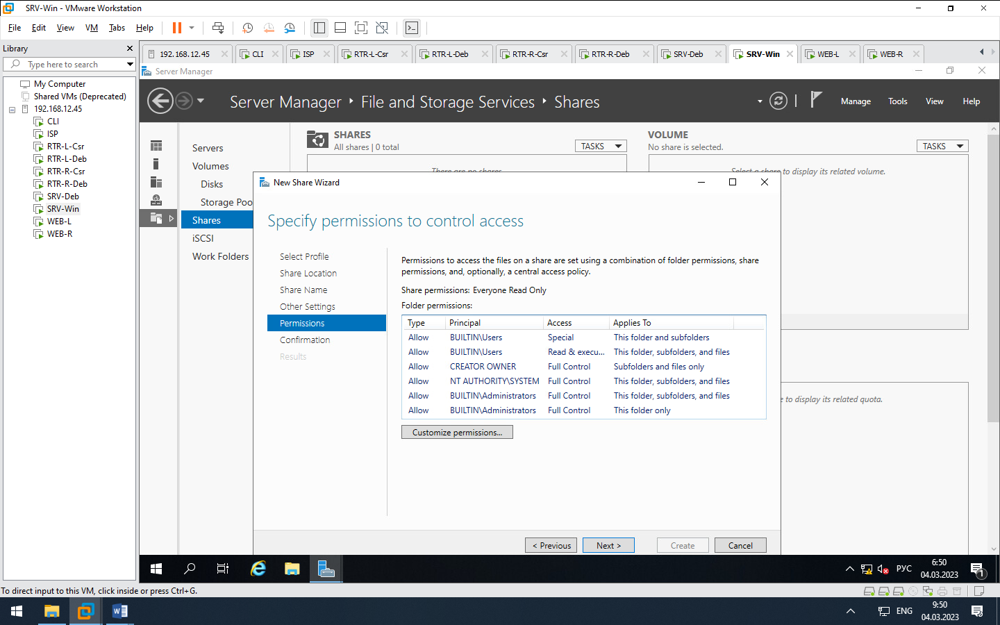 SRV-Win - VMware Workstation
File Edit View VM Tabs Help
Library
Type here to search
My Computer
Shared VMs (Deprecated)
192.168.12.45
CLI
ISP
RTR-L-Csr
RTR-L-Deb
RTR-R-Csr
RTR-R-Deb
SRV-Deb
SRV-Win
WEB-L
WEB-R
192.168.12.45 CLI ISP RTR-L-Csr RTR-L-Deb RTR-R-Csr RTR-R-Deb SRV-Deb SRV-Win WEB-L WEB-R
Server Manager
Server Manager File and Storage Services Shares
Manage Tools View Help
Servers
Volumes
Disks
Storage Poo
Shares
iSCSI
Work Folders
SHARES
All shares | 0 total
TASKS
There are no shares
VOLUME
No share is selected.
TASKS
Select a share to display its related volume.
e to display its related quota.
New Share Wizard
Specify permissions to control access
Select Profile
Share Location
Share Name
Other Settings
Permissions
Confirmation
Results
Permissions to access the files on a share are set using a combination of folder permissions, share
permissions, and, optionally, a central access policy.
Share permissions: Everyone Read Only
Folder permissions:
Type Principal Access Applies To
Allow BUILTIN\Users Special This folder and subfolders
Allow BUILTIN\Users Read & execu... This folder, subfolders, and files
Allow CREATOR OWNER Full Control Subfolders and files only
Allow NT AUTHORITY\SYSTEM Full Control This folder, subfolders, and files
Allow BUILTIN\Administrators Full Control This folder, subfolders, and files
Allow BUILTIN\Administrators Full Control This folder only
Customize permissions...
< Previous Next > Create Cancel
РУС
6:50
04.03.2023
1
To direct input to this VM, click inside or press Ctrl+G.
ENG
9:50
04.03.2023